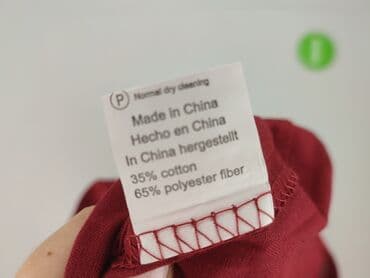 P Normal dry cleaning
Made in China
Hecho en China
In China hergestellt
35% cotton
65% polyester fiber